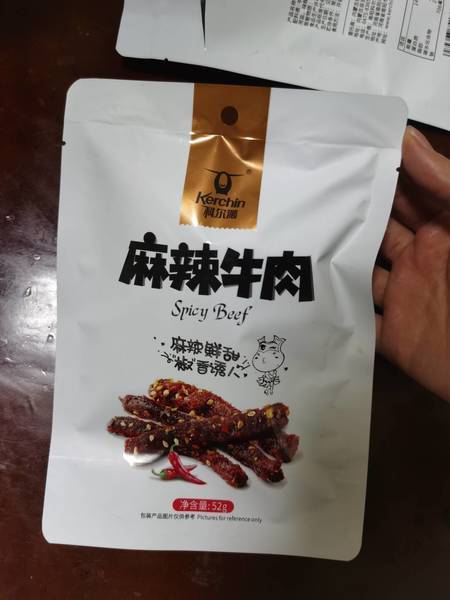 Kerchin
科尔沁
麻辣牛肉
Spicy Beef
麻辣鲜甜
椒香诱人
净含量:52g
包装产品图片仅供参考 Pictures for reference only